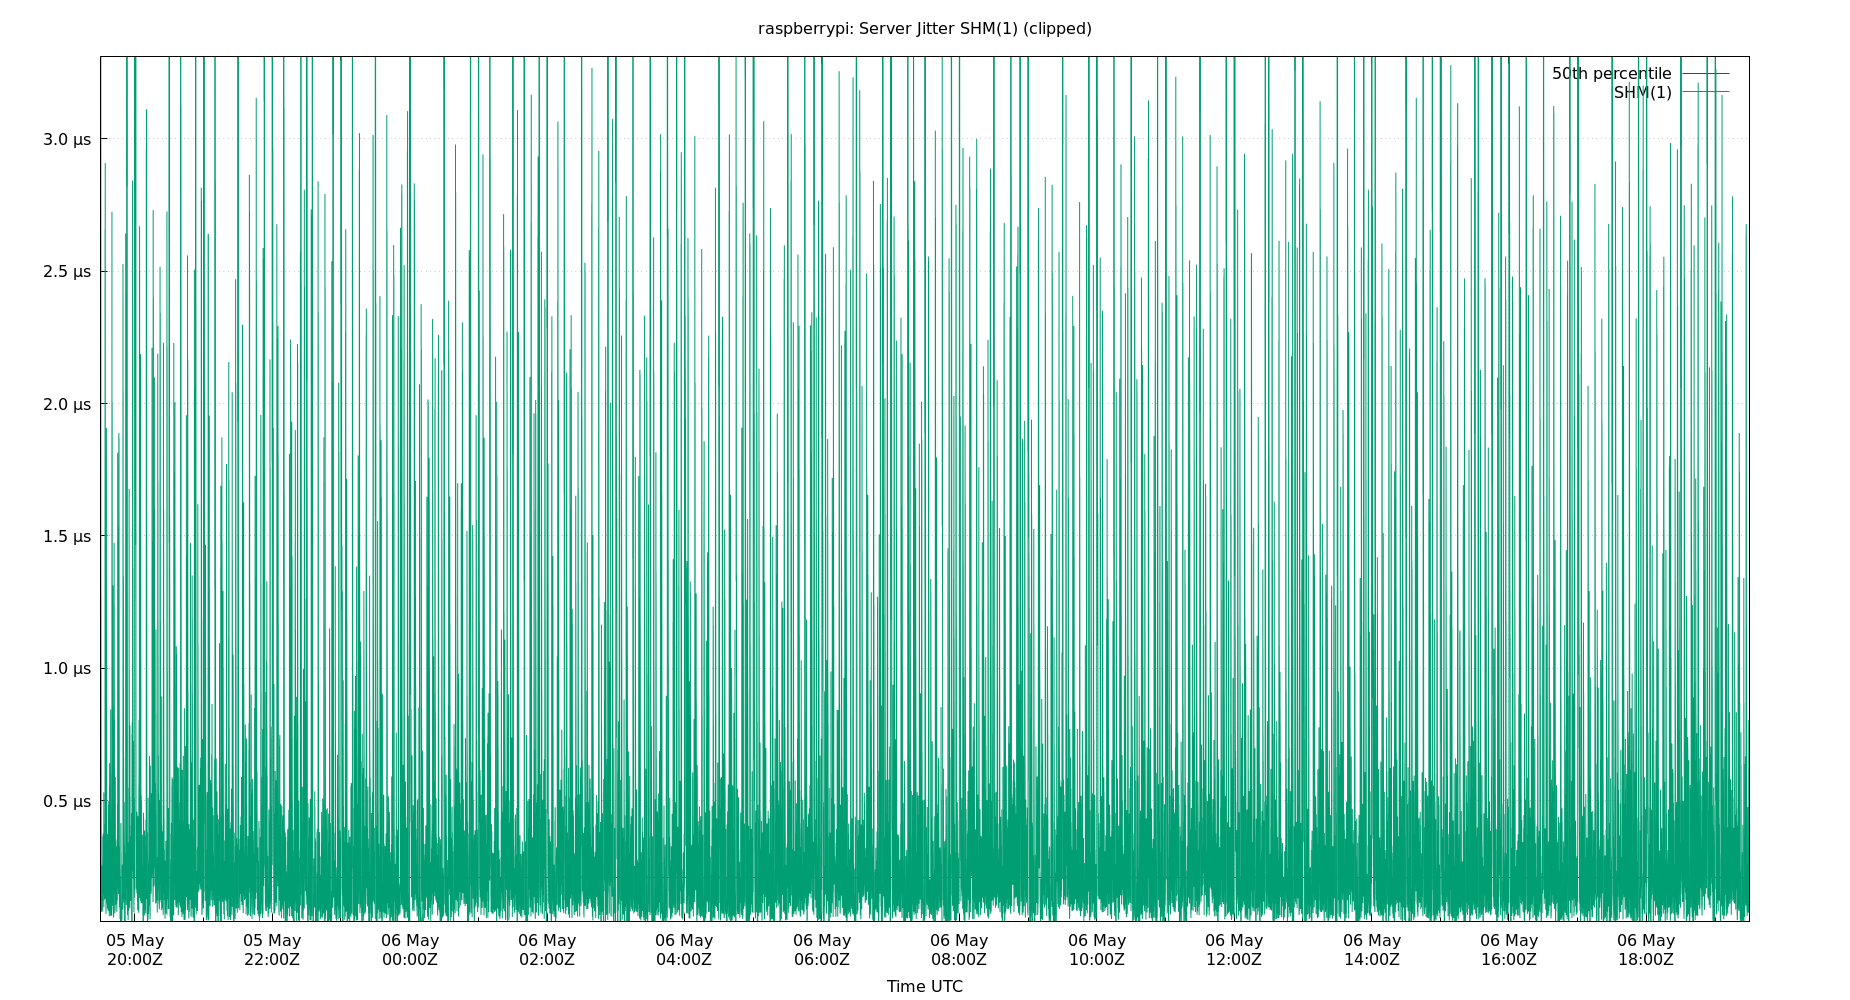 raspberrypi: Server Jitter SHM(1) (clipped)
50th percentile
SHM(1)
3.0 µs
2.5 µs
2.0 µs
1.5 µs
1.0 µs
0.5 µs
05 May 05 May 06 May 06 May 06 May 06 May 06 May 06 May 06 May 06 May 06 May 06 May
20:00Z 22:00Z 00:00Z 02:00Z 04:00Z 06:00Z 08:00Z 10:00Z 12:00Z 14:00Z 16:00Z 18:00Z
Time UTC